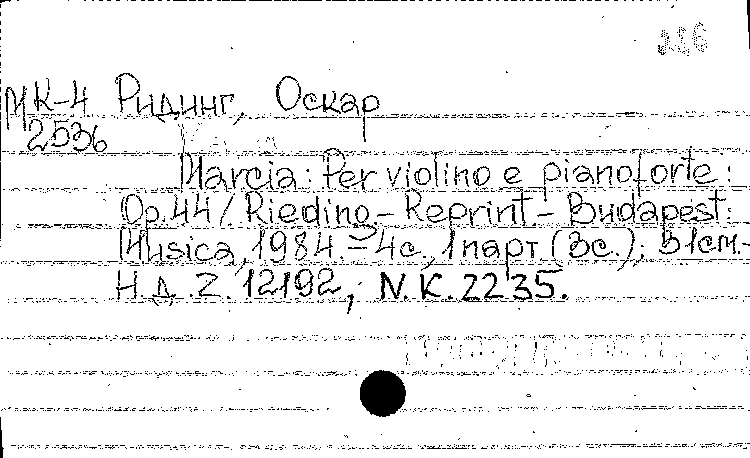 226
МК-4 Ридинг, Оскар
2536
Marcia: Per violino e pianoforte:
Op.44 / Rieding.- Reprint.- Budapest:
Musica, 1984.- 4с., 1парт (3с.); 31см.-
Н.д. Z. 12192; N.K. 2235.